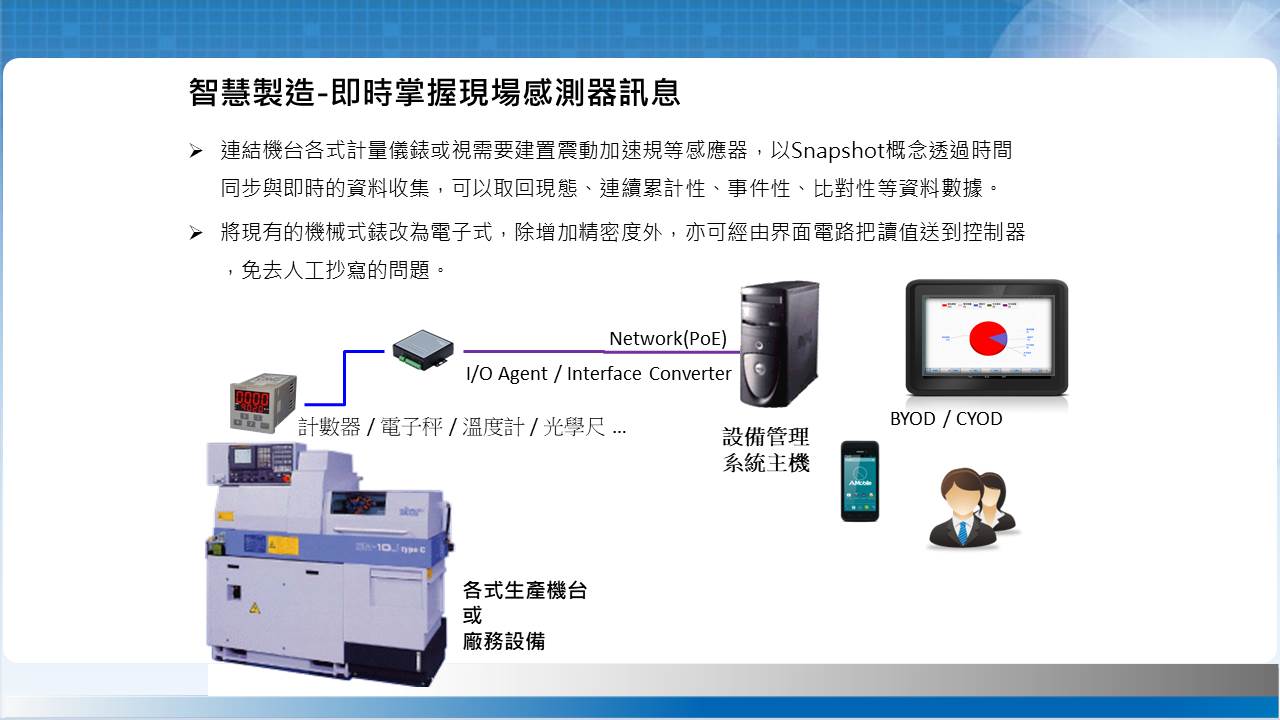 智慧製造-即時掌握現場感測器訊息
連結機台各式計量儀錶或視需要建置震動加速規等感應器，以Snapshot概念透過時間
同步與即時的資料收集，可以取回現態、連續累計性、事件性、比對性等資料數據。
將現有的機械式錶改為電子式，除增加精密度外，亦可經由界面電路把讀值送到控制器
，免去人工抄寫的問題。
Network(PoE)
I/O Agent / Interface Converter
計數器 / 電子秤 / 溫度計 / 光學尺 ...
BYOD / CYOD
設備管理
系統主機
AMobile
type C
各式生產機台
或
廠務設備